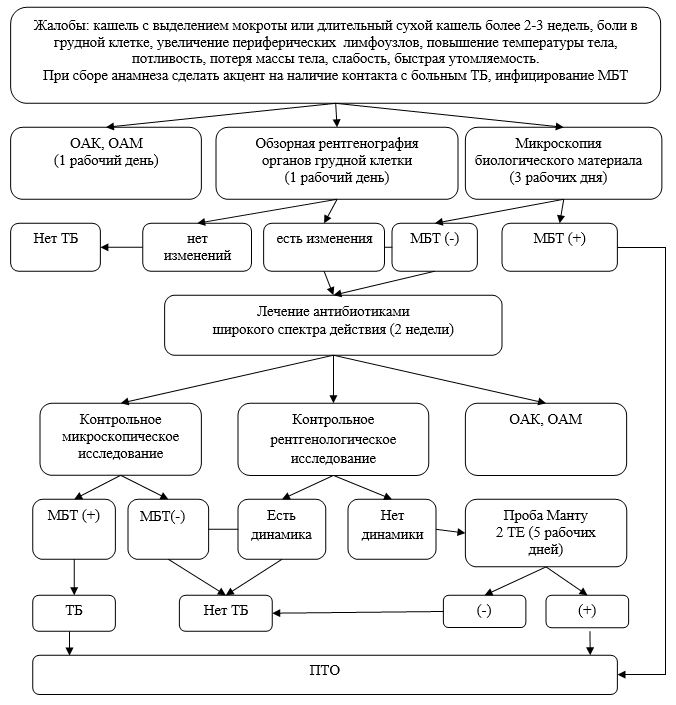 Жалобы: кашель с выделением мокроты или длительный сухой кашель более 2-3 недель, боли в
грудной клетке, увеличение периферических лимфоузлов, повышение температуры тела,
потливость, потеря массы тела, слабость, быстрая утомляемость.
При сборе анамнеза сделать акцент на наличие контакта с больным ТБ, инфицирование МБТ
ОАК, ОАМ
(1 рабочий день)
Обзорная рентгенография
органов грудной клетки
(1 рабочий день)
Микроскопия
биологического материала
(3 рабочих дня)
Нет ТБ
нет
изменений
есть изменения
МБТ (-)
МБТ (+)
Лечение антибиотиками
широкого спектра действия (2 недели)
Контрольное
микроскопическое
исследование
Контрольное
рентгенологическое
исследование
ОАК, ОАМ
МБТ (+)
МБТ(-)
Есть
динамика
Нет
динамики
Проба Манту
2 ТЕ (5 рабочих
дней)
ТБ
Нет ТБ
(-)
(+)
ПТО